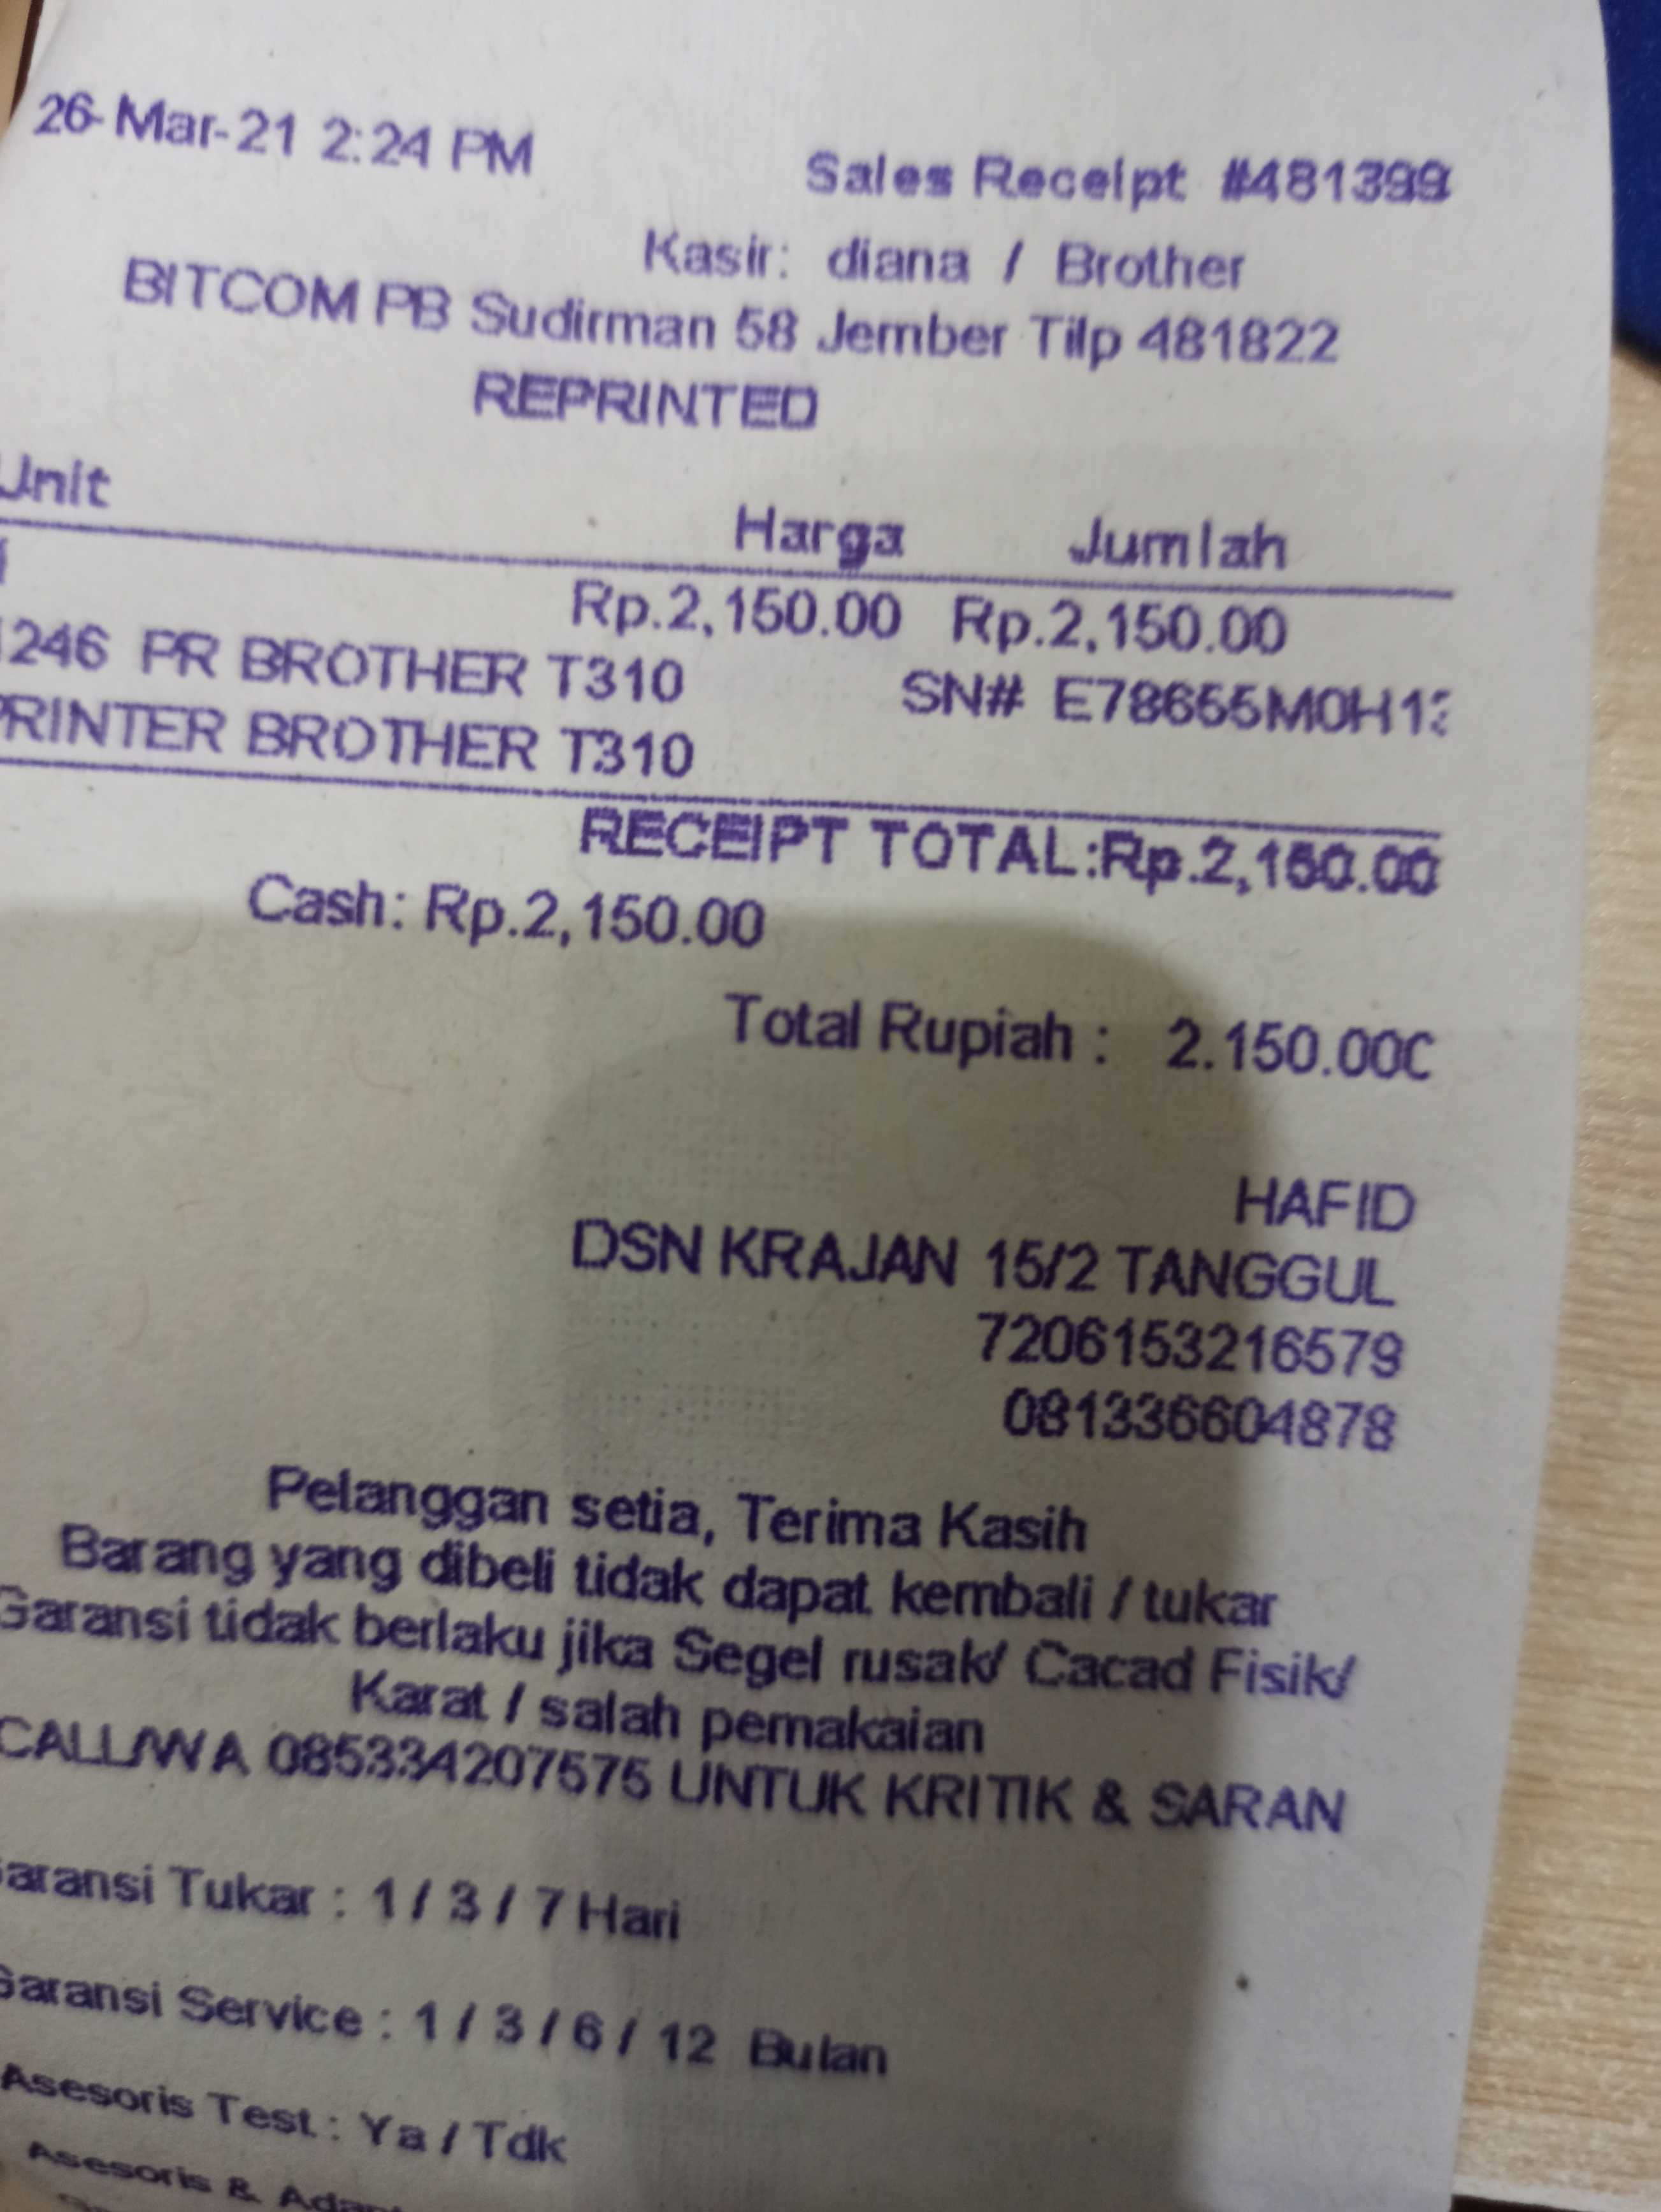 26-Mar-21 2:24 PM
Sales Receipt #481399
Kasir: diana / Brother
BITCOM PB Sudirman 58 Jember Tilp 481822
REPRINTED
Unit Harga Jumlah
Rp.2,150.00 Rp.2,150.00
1246 PR BROTHER T310 SN# E78655M0H13
PRINTER BROTHER T310
RECEIPT TOTAL:Rp.2,150.00
Cash: Rp.2,150.00
Total Rupiah : 2.150.000
HAFID
DSN KRAJAN 15/2 TANGGUL
7206153216579
081336604878
Pelanggan setia, Terima Kasih
Barang yang dibeli tidak dapat kembali / tukar
Garansi tidak berlaku jika Segel rusak/ Cacad Fisik/
Karat / salah pemakaian
CALL/WA 085334207575 UNTUK KRITIK & SARAN
Garansi Tukar : 1 / 3 / 7 Hari
Garansi Service : 1 / 3 / 6 / 12 Bulan
Asesoris Test : Ya / Tdk
Asesoris &